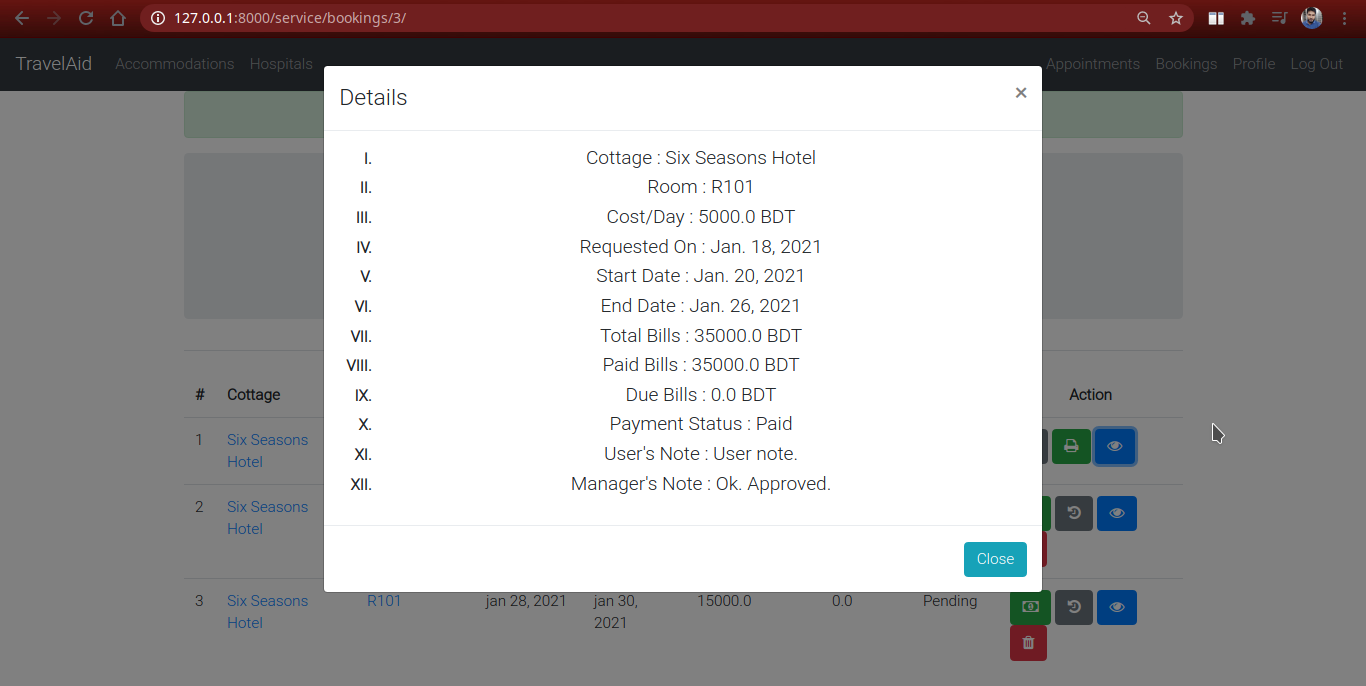 127.0.0.1:8000/service/bookings/3/
TravelAid Accommodations Hospitals Appointments Bookings Profile Log Out
Details ×
I. Cottage : Six Seasons Hotel
II. Room : R101
III. Cost/Day : 5000.0 BDT
IV. Requested On : Jan. 18, 2021
V. Start Date : Jan. 20, 2021
VI. End Date : Jan. 26, 2021
VII. Total Bills : 35000.0 BDT
VIII. Paid Bills : 35000.0 BDT
IX. Due Bills : 0.0 BDT
X. Payment Status : Paid
XI. User's Note : User note.
XII. Manager's Note : Ok. Approved.
Close
# Cottage Action
1 Six Seasons
Hotel
2 Six Seasons
Hotel
3 Six Seasons R101 jan 28, 2021 jan 30, 15000.0 0.0 Pending
Hotel 2021